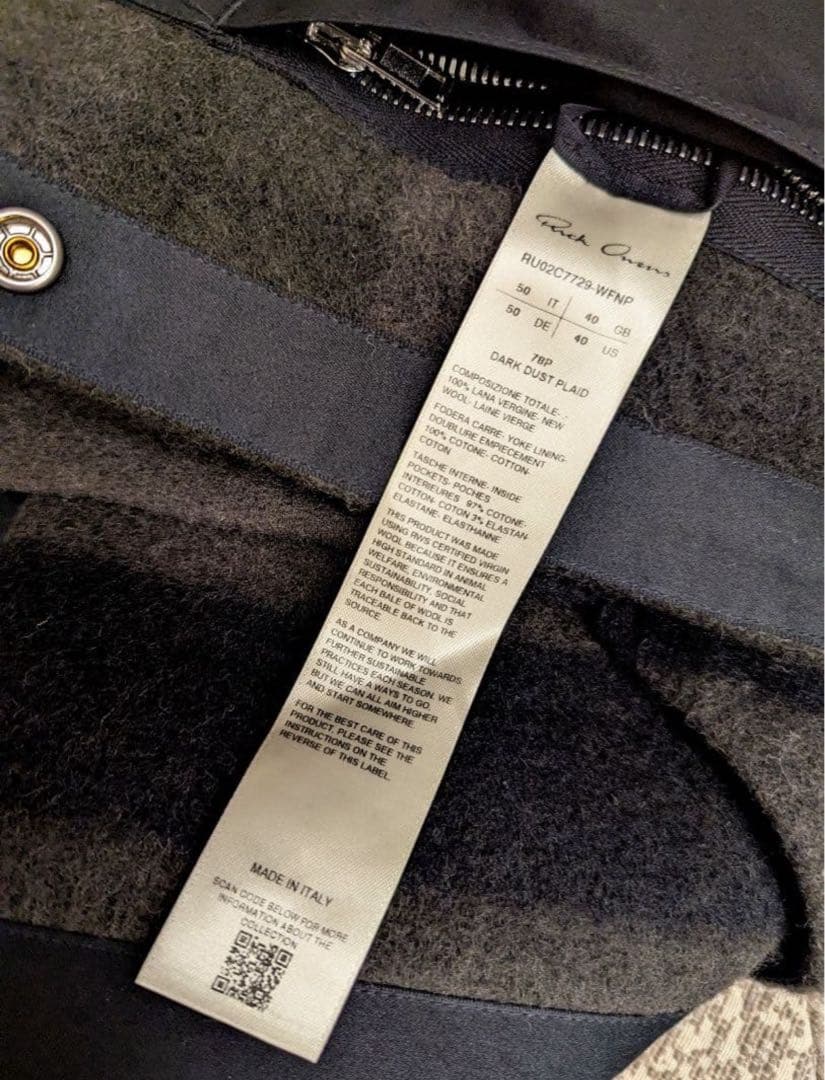 Rick Owens
RU02C7729-WFNP
50 IT | 40 GB
50 DE | 40 US
78P
DARK DUST PLAID
COMPOSIZIONE TOTALE- .:
100% LANA VERGINE- NEW
WOOL- LAINE VIERGE
FODERA CARRE- YOKE LINING-
DOUBLURE EMPIECEMENT
100% COTONE- COTTON-
COTON
TASCHE INTERNE- INSIDE
POCKETS- POCHES
INTERIEURES 97% COTONE-
COTTON- COTON 3% ELASTAN-
ELASTANE- ELASTHANNE
THIS PRODUCT WAS MADE
USING RWS CERTIFIED VIRGIN
WOOL BECAUSE IT ENSURES A
HIGH STANDARD IN ANIMAL
WELFARE, ENVIRONMENTAL
SUSTAINABILITY, SOCIAL
RESPONSIBILITY AND THAT
EACH BALE OF WOOL IS
TRACEABLE BACK TO THE
SOURCE.
AS A COMPANY WE WILL
CONTINUE TO WORK TOWARDS
FURTHER SUSTAINABLE
PRACTICES EACH SEASON. WE
STILL HAVE A WAYS TO GO,
BUT WE CAN ALL AIM HIGHER
AND START SOMEWHERE.
FOR THE BEST CARE OF THIS
PRODUCT, PLEASE SEE THE
INSTRUCTIONS ON THE
REVERSE OF THIS LABEL.
MADE IN ITALY
SCAN CODE BELOW FOR MORE
INFORMATION ABOUT THE
COLLECTION